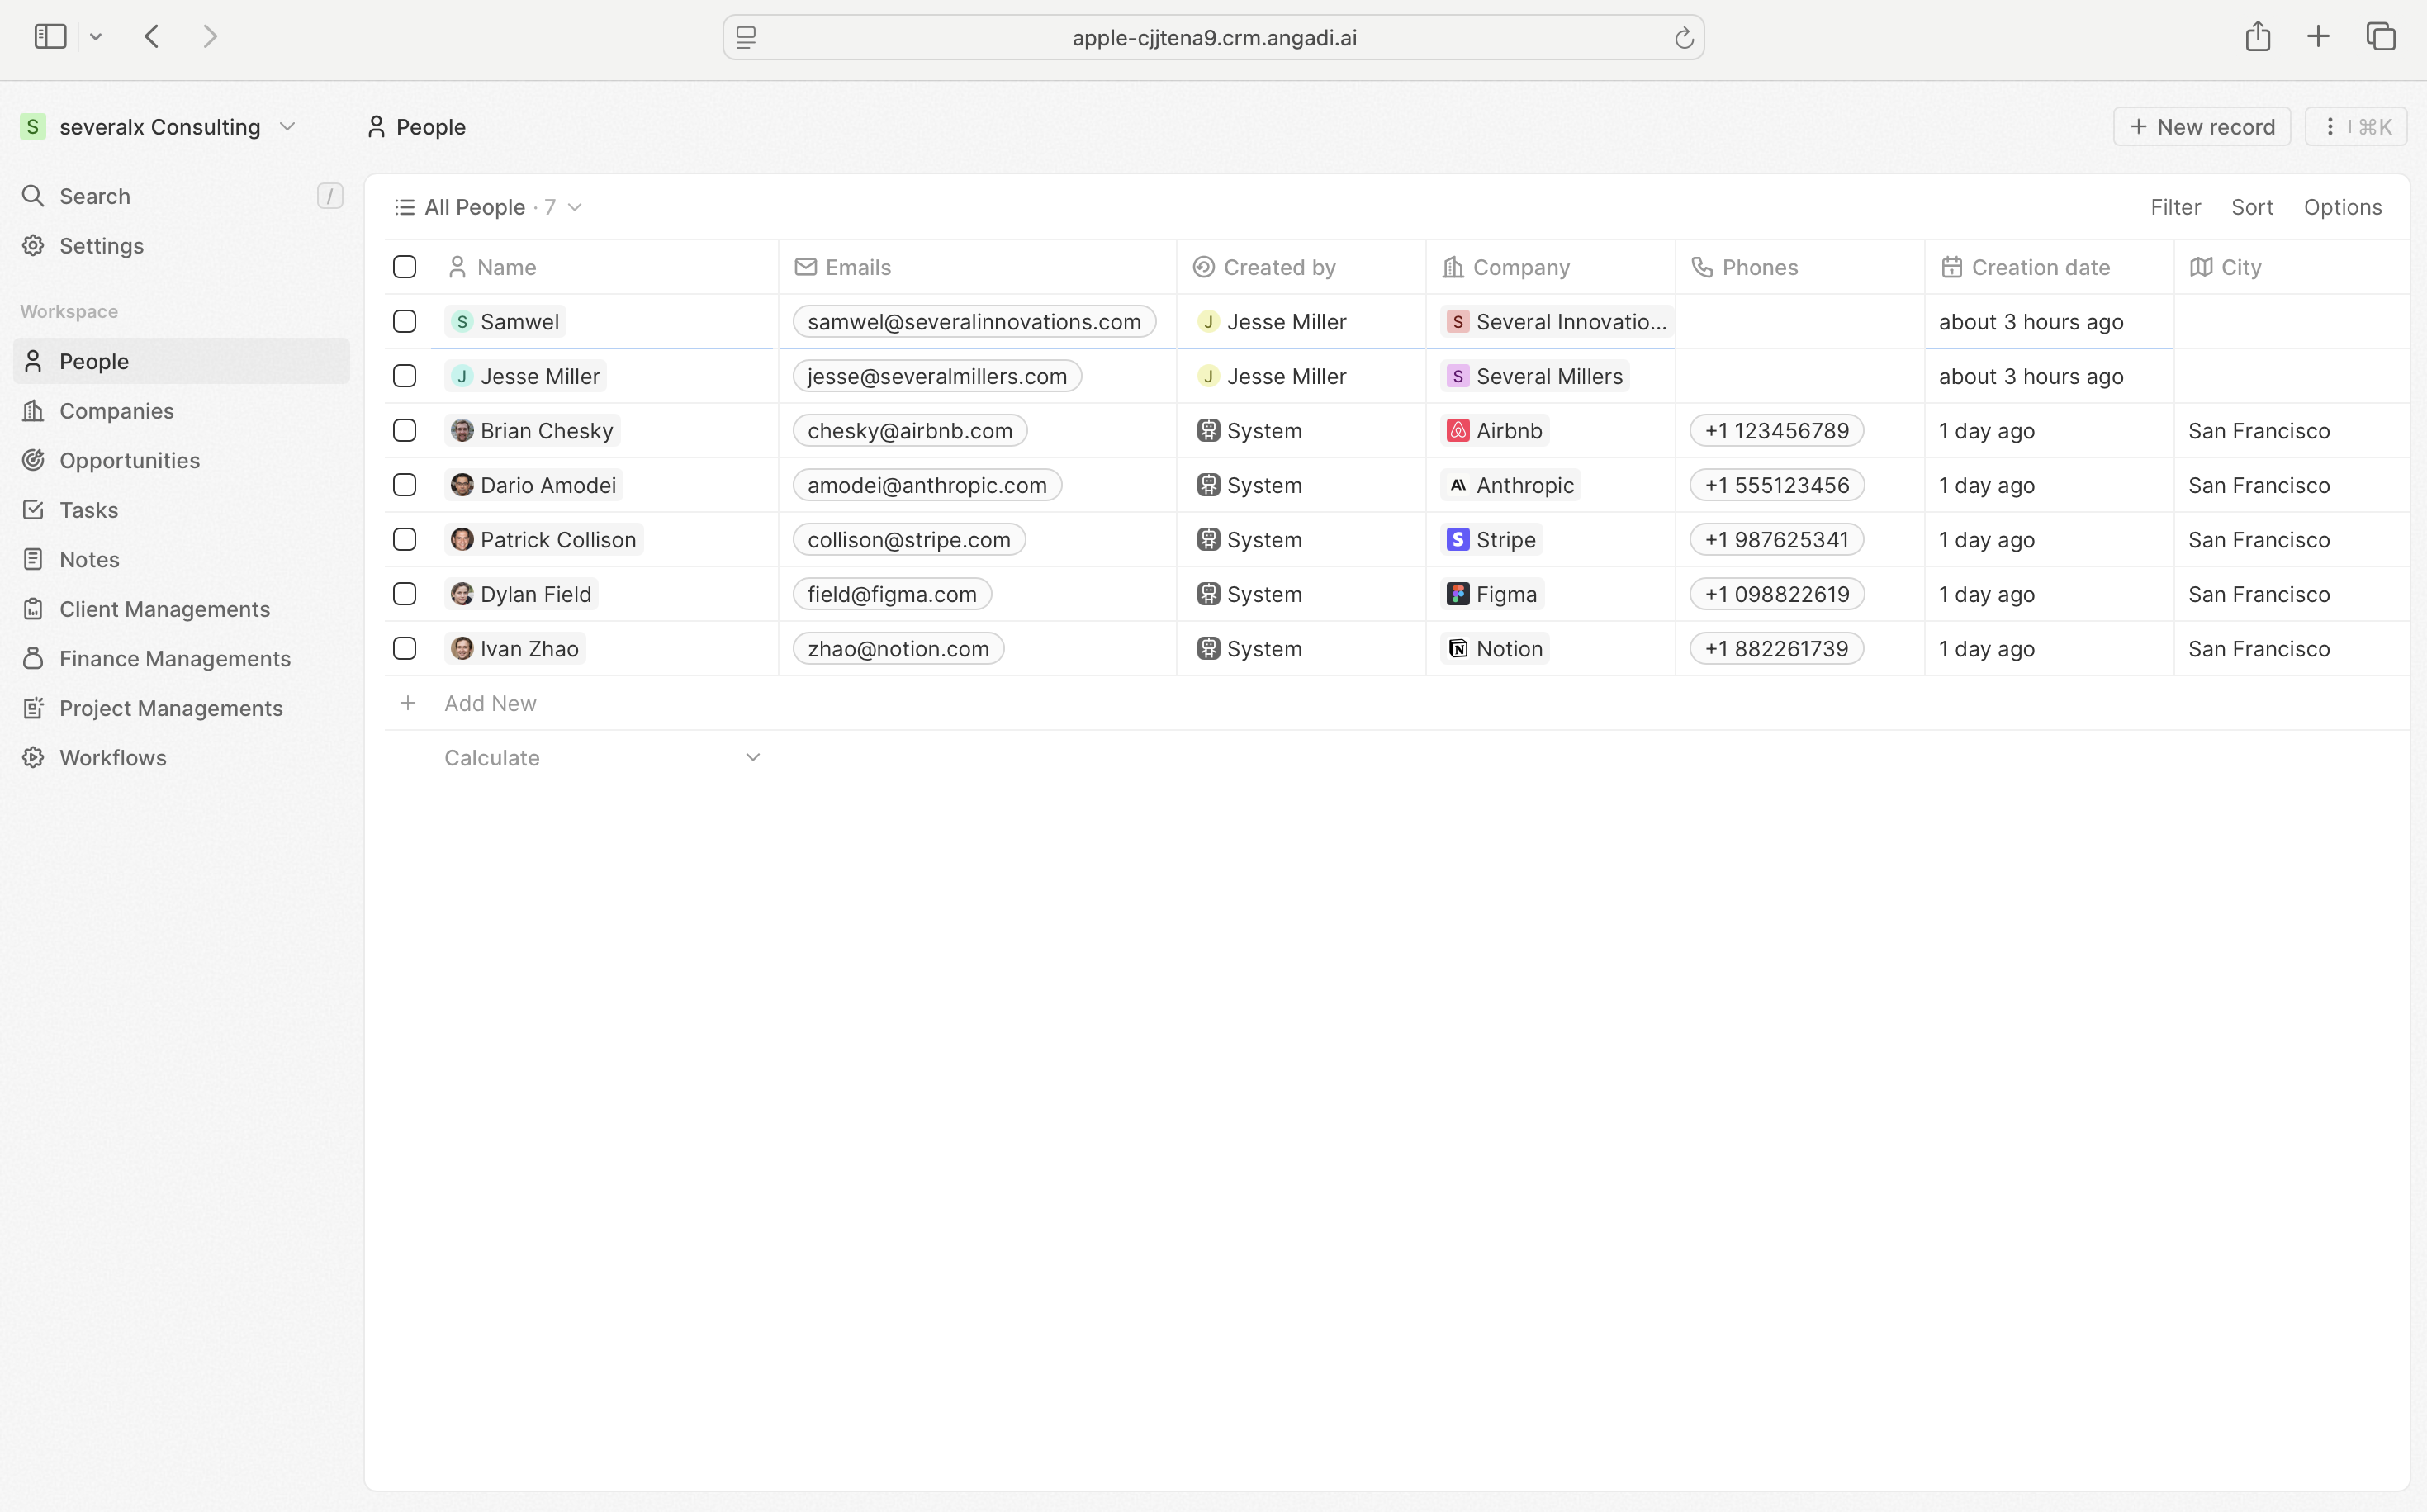 apple-cjjtena9.crm.angadi.ai
S severalx Consulting
People
+ New record
⌘K
Search /
Settings
Workspace
People
Companies
Opportunities
Tasks
Notes
Client Managements
Finance Managements
Project Managements
Workflows
All People · 7
Filter Sort Options
Name Emails Created by Company Phones Creation date City
S Samwel samwel@severalinnovations.com J Jesse Miller S Several Innovatio... about 3 hours ago
J Jesse Miller jesse@severalmillers.com J Jesse Miller S Several Millers about 3 hours ago
Brian Chesky chesky@airbnb.com System Airbnb +1 123456789 1 day ago San Francisco
Dario Amodei amodei@anthropic.com System A\ Anthropic +1 555123456 1 day ago San Francisco
Patrick Collison collison@stripe.com System S Stripe +1 987625341 1 day ago San Francisco
Dylan Field field@figma.com System Figma +1 098822619 1 day ago San Francisco
Ivan Zhao zhao@notion.com System N Notion +1 882261739 1 day ago San Francisco
+ Add New
Calculate